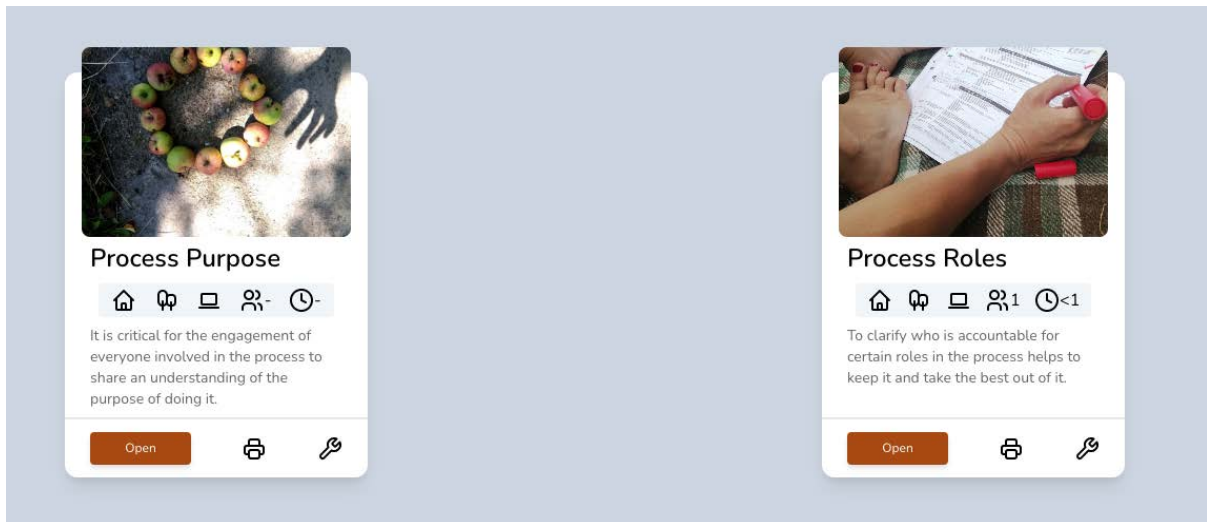 Process Purpose
- -
It is critical for the engagement of
everyone involved in the process to
share an understanding of the
purpose of doing it.
Open
Process Roles
1 <1
To clarify who is accountable for
certain roles in the process helps to
keep it and take the best out of it.
Open